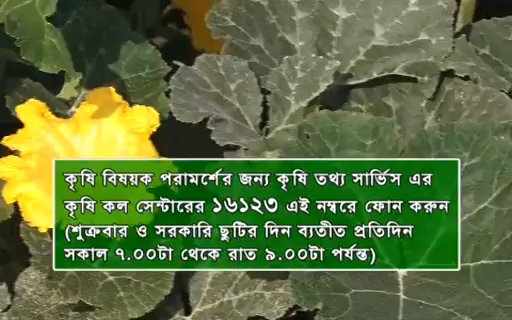 কৃষি বিষয়ক পরামর্শের জন্য কৃষি তথ্য সার্ভিস এর
কৃষি কল সেন্টারের ১৬১২৩ এই নম্বরে ফোন করুন
(শুক্রবার ও সরকারি ছুটির দিন ব্যতীত প্রতিদিন
সকাল ৭.০০টা থেকে রাত ৯.০০টা পর্যন্ত)